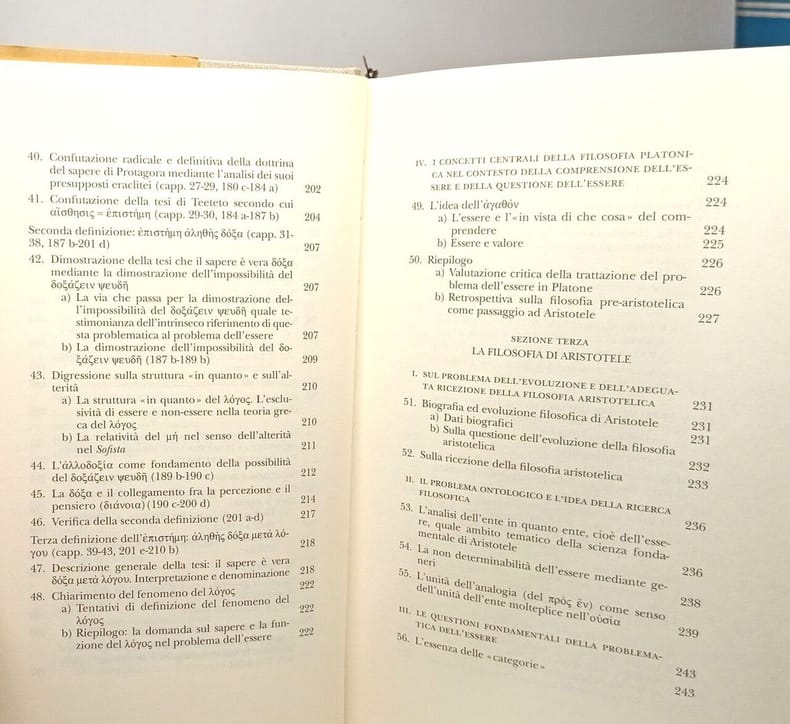 40. Confutazione radicale e definitiva della dottrina
del sapere di Protagora mediante l'analisi dei suoi
presupposti eraclitei (capp. 27-29, 180 c-184 a) 202
41. Confutazione della tesi di Teeteto secondo cui
αἴσθησις = ἐπιστήμη (capp. 29-30, 184 a-187 b) 204
Seconda definizione: ἐπιστήμη ἀληθὴς δόξα (capp. 31-
38, 187 b-201 d) 207
42. Dimostrazione della tesi che il sapere è vera δόξα
mediante la dimostrazione dell'impossibilità del
δοξάζειν ψευδῆ 207
a) La via che passa per la dimostrazione del-
l'impossibilità del δοξάζειν ψευδῆ quale te-
stimonianza dell'intrinseco riferimento di que-
sta problematica al problema dell'essere 207
b) La dimostrazione dell'impossibilità del δο-
ξάζειν ψευδῆ (187 b-189 b) 209
43. Digressione sulla struttura «in quanto» e sull'al-
terità 210
a) La struttura «in quanto» del λόγος. L'esclu-
sività di essere e non-essere nella teoria gre-
ca del λόγος 210
b) La relatività del μή nel senso dell'alterità
nel Sofista 211
44. L'ἀλλοδοξία come fondamento della possibilità
del δοξάζειν ψευδῆ (189 b-190 c) 212
45. La δόξα e il collegamento fra la percezione e il
pensiero (διάνοια) (190 c-200 d) 214
46. Verifica della seconda definizione (201 a-d) 217
Terza definizione dell'ἐπιστήμη: ἀληθὴς δόξα μετὰ λό-
γου (capp. 39-43, 201 e-210 b) 218
47. Descrizione generale della tesi: il sapere è vera
δόξα μετὰ λόγου. Interpretazione e denominazione 218
48. Chiarimento del fenomeno del λόγος 222
a) Tentativi di definizione del fenomeno del
λόγος 222
b) Riepilogo: la domanda sul sapere e la fun-
zione del λόγος nel problema dell'essere 222
IV. I CONCETTI CENTRALI DELLA FILOSOFIA PLATONI-
CA NEL CONTESTO DELLA COMPRENSIONE DELL'ES-
SERE E DELLA QUESTIONE DELL'ESSERE 224
49. L'idea dell'ἀγαθόν 224
a) L'essere e l'«in vista di che cosa» del com-
prendere 224
b) Essere e valore 225
50. Riepilogo 226
a) Valutazione critica della trattazione del pro-
blema dell'essere in Platone 226
b) Retrospettiva sulla filosofia pre-aristotelica
come passaggio ad Aristotele 227
SEZIONE TERZA
LA FILOSOFIA DI ARISTOTELE
I. SUL PROBLEMA DELL'EVOLUZIONE E DELL'ADEGUA-
TA RICEZIONE DELLA FILOSOFIA ARISTOTELICA 231
51. Biografia ed evoluzione filosofica di Aristotele 231
a) Dati biografici 231
b) Sulla questione dell'evoluzione della filosofia
aristotelica 232
52. Sulla ricezione della filosofia aristotelica 233
II. IL PROBLEMA ONTOLOGICO E L'IDEA DELLA RICERCA
FILOSOFICA 236
53. L'analisi dell'ente in quanto ente, cioè dell'esse-
re, quale ambito tematico della scienza fonda-
mentale di Aristotele 236
54. La non determinabilità dell'essere mediante ge-
neri 238
55. L'unità dell'analogia (del πρὸς ἕν) come senso
dell'unità dell'ente molteplice nell'οὐσία 239
III. LE QUESTIONI FONDAMENTALI DELLA PROBLEMA-
TICA DELL'ESSERE 243
56. L'essenza delle «categorie» 243